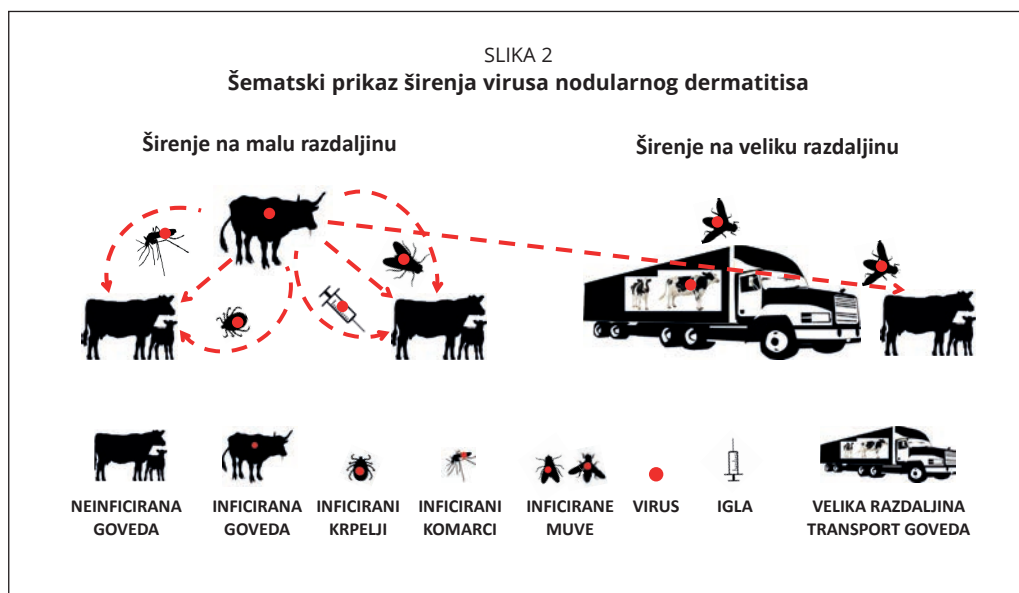 SLIKA 2
Šematski prikaz širenja virusa nodularnog dermatitisa
Širenje na malu razdaljinu
Širenje na veliku razdaljinu
NEINFICIRANA
GOVEDA
INFICIRANA
GOVEDA
INFICIRANI
KRPELJI
INFICIRANI
KOMARCI
INFICIRANE
MUVE
VIRUS
IGLA
VELIKA RAZDALJINA
TRANSPORT GOVEDA